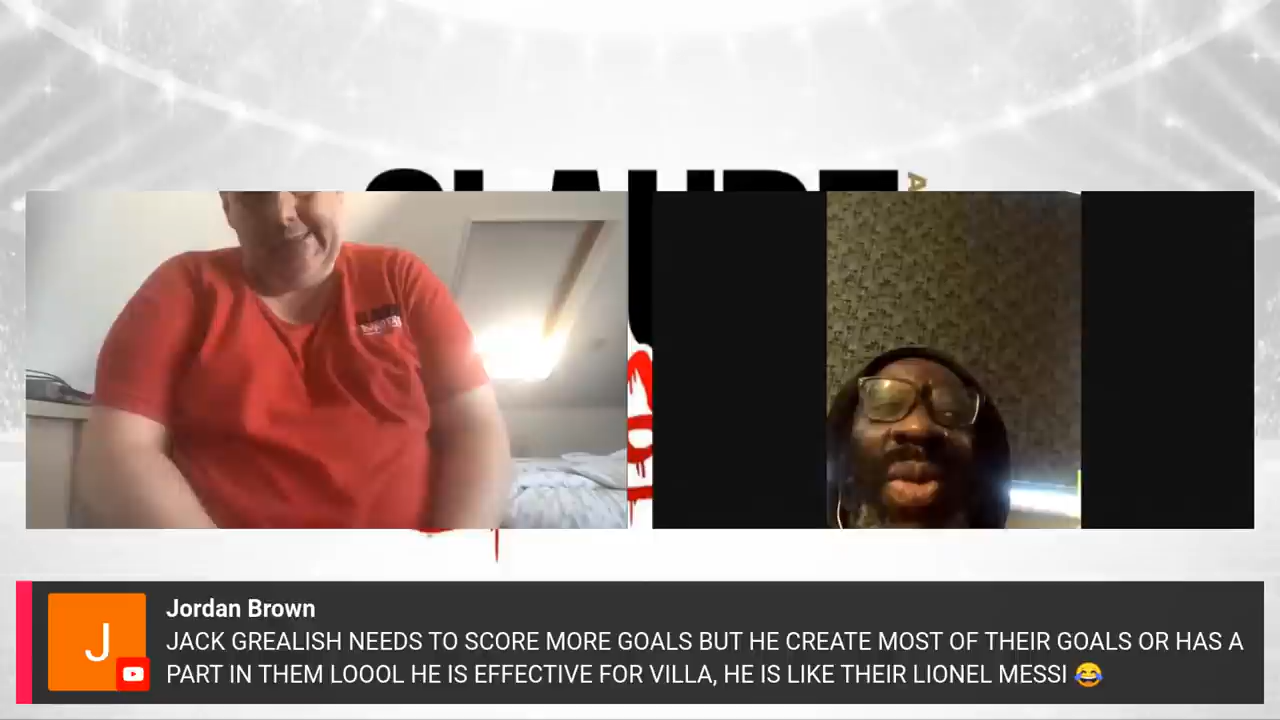 Jordan Brown
J
JACK GREALISH NEEDS TO SCORE MORE GOALS BUT HE CREATE MOST OF THEIR GOALS OR HAS A
PART IN THEM LOOOL HE IS EFFECTIVE FOR VILLA, HE IS LIKE THEIR LIONEL MESSI 😂